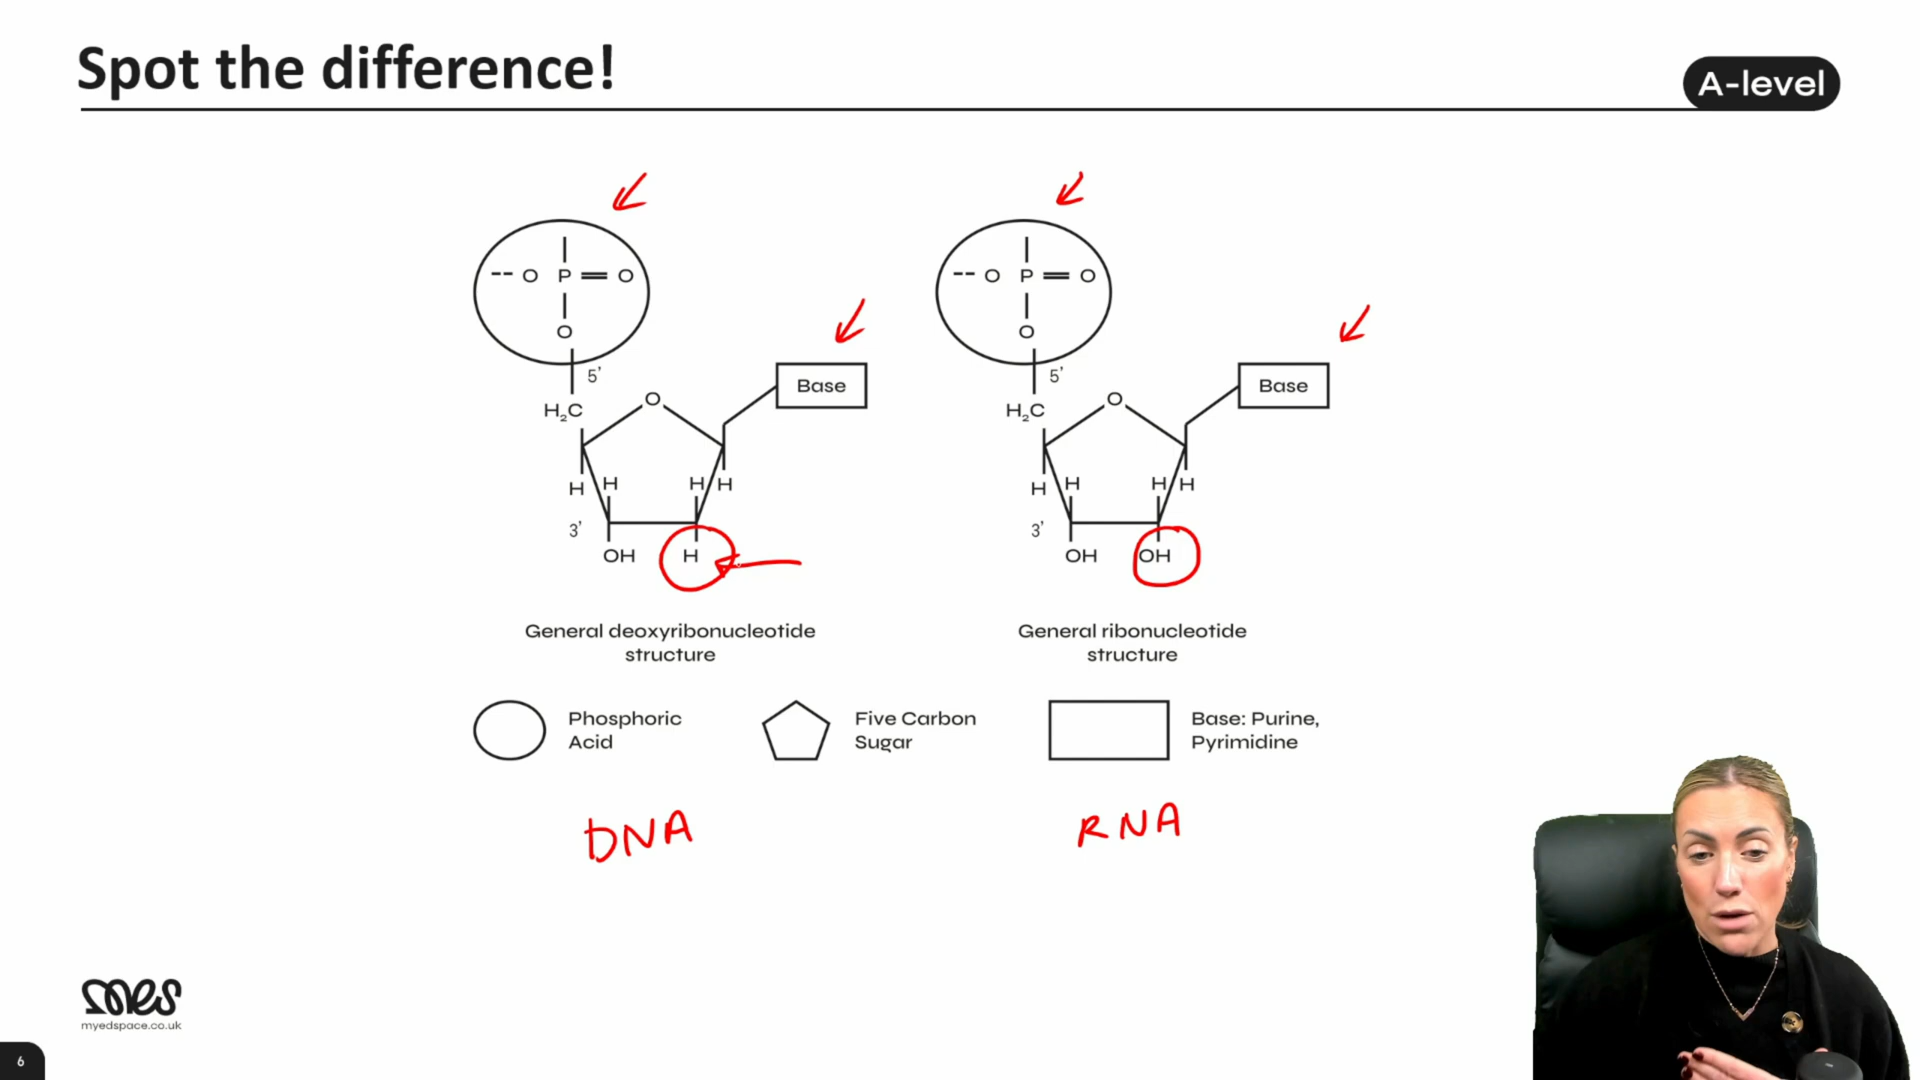 Spot the difference!
A-level
-- O P = O
O
5'
H₂C
O
Base
H H H H
3'
OH H
General deoxyribonucleotide
structure
-- O P = O
O
5'
H₂C
O
Base
H H H H
3'
OH OH
General ribonucleotide
structure
Phosphoric
Acid
Five Carbon
Sugar
Base: Purine,
Pyrimidine
DNA
RNA
mes
myedspace.co.uk
6